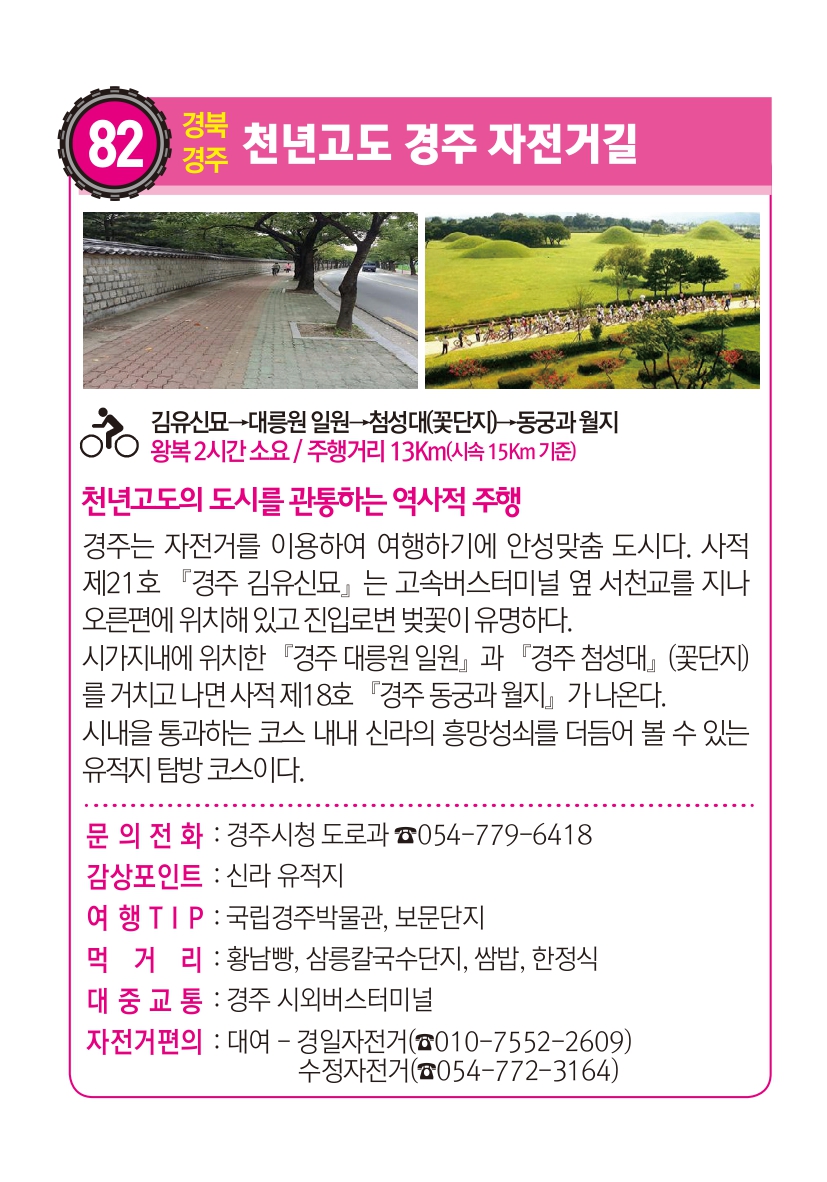 82
경북
경주
천년고도 경주 자전거길
김유신묘→대릉원 일원→첨성대(꽃단지)→동궁과 월지
왕복 2시간 소요 / 주행거리 13Km(시속 15Km 기준)
천년고도의 도시를 관통하는 역사적 주행
경주는 자전거를 이용하여 여행하기에 안성맞춤 도시다. 사적
제21호 『경주 김유신묘』는 고속버스터미널 옆 서천교를 지나
오른편에 위치해 있고 진입로변 벚꽃이 유명하다.
시가지내에 위치한 『경주 대릉원 일원』과 『경주 첨성대』(꽃단지)
를 거치고 나면 사적 제18호 『경주 동궁과 월지』가 나온다.
시내을 통과하는 코스 내내 신라의 흥망성쇠를 더듬어 볼 수 있는
유적지 탐방 코스이다.
문 의 전 화 : 경주시청 도로과 ☎054-779-6418
감상포인트 : 신라 유적지
여 행 T I P : 국립경주박물관, 보문단지
먹 거 리 : 황남빵, 삼릉칼국수단지, 쌈밥, 한정식
대 중 교 통 : 경주 시외버스터미널
자전거편의 : 대여 - 경일자전거(☎010-7552-2609)
수정자전거(☎054-772-3164)